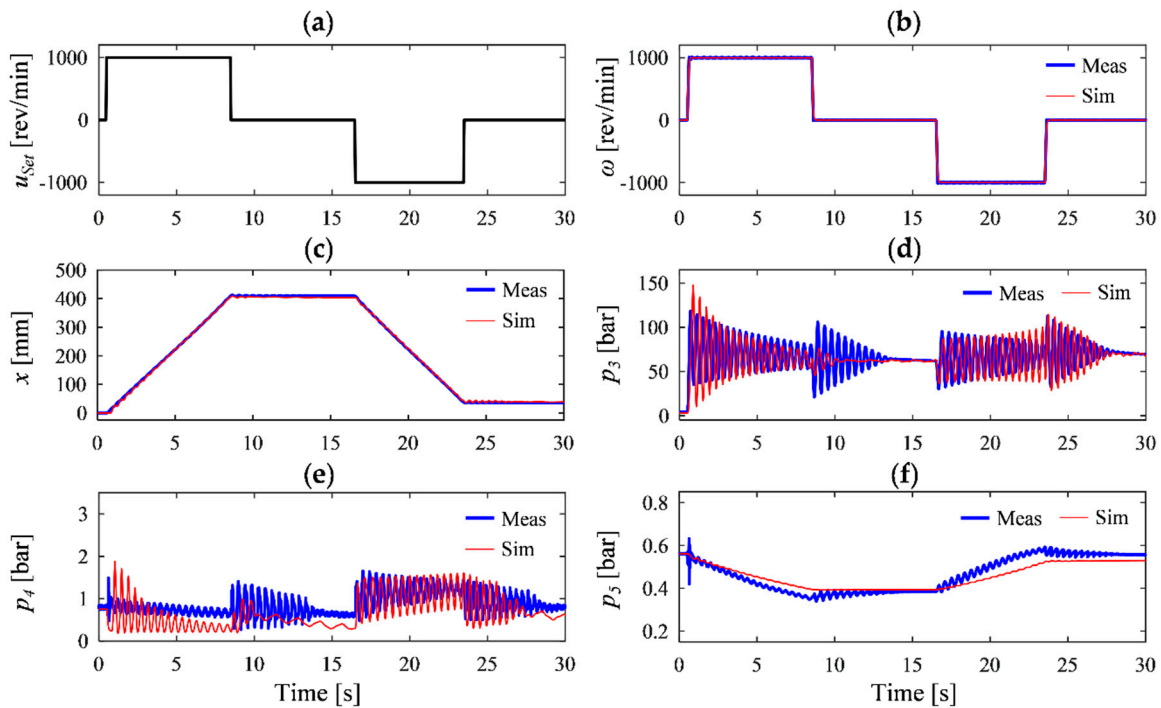 (a)
u_Set [rev/min]
1000
0
-1000
0 5 10 15 20 25 30
(b)
ω [rev/min]
1000
0
-1000
Meas
Sim
0 5 10 15 20 25 30
(c)
x [mm]
500
400
300
200
100
0
Meas
Sim
0 5 10 15 20 25 30
(d)
p_3 [bar]
150
100
50
0
Meas Sim
0 5 10 15 20 25 30
(e)
p_4 [bar]
3
2
1
0
Meas
Sim
0 5 10 15 20 25 30
Time [s]
(f)
p_5 [bar]
0.8
0.6
0.4
0.2
Meas Sim
0 5 10 15 20 25 30
Time [s]